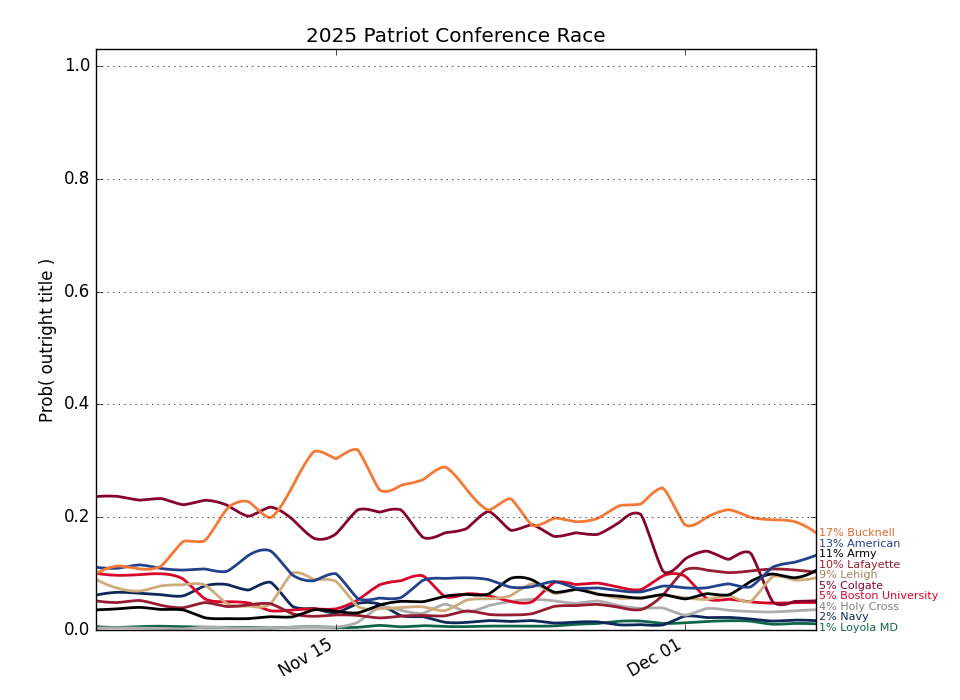 2025 Patriot Conference Race
Prob( outright title )
1.0
0.8
0.6
0.4
0.2
0.0
Nov 15
Dec 01
17% Bucknell
13% American
11% Army
10% Lafayette
9% Lehigh
5% Colgate
5% Boston University
4% Holy Cross
2% Navy
1% Loyola MD